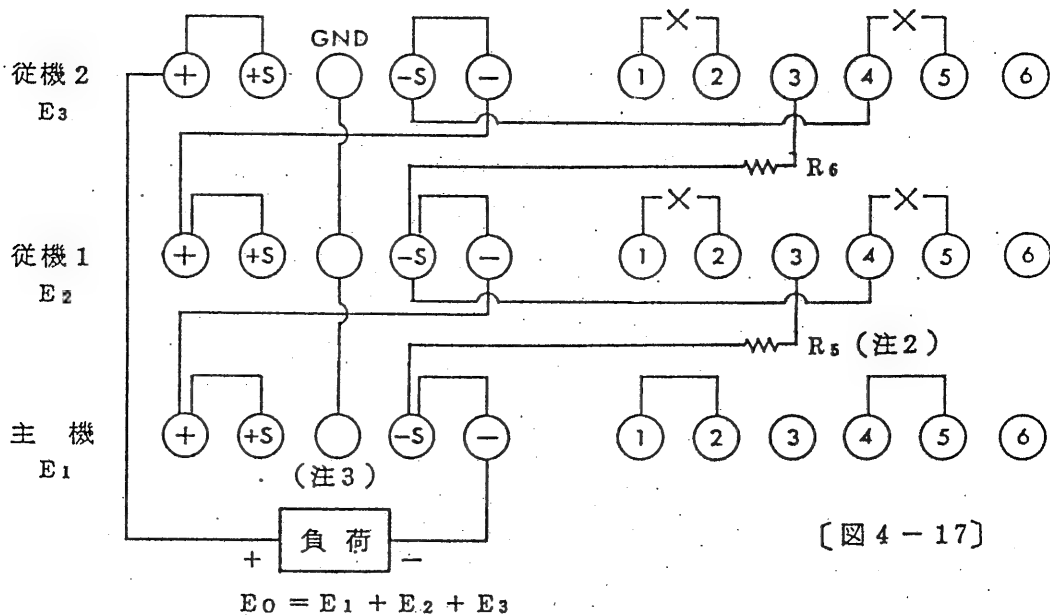 GND
従機2 + +S -S - 1 2 3 4 5 6
E₃
R₆
従機1 + +S -S - 1 2 3 4 5 6
E₂
R₅ (注2)
主 機 + +S -S - 1 2 3 4 5 6
E₁
(注3)
+ 負 荷 -
〔図4-17〕
E₀ = E₁ + E₂ + E₃